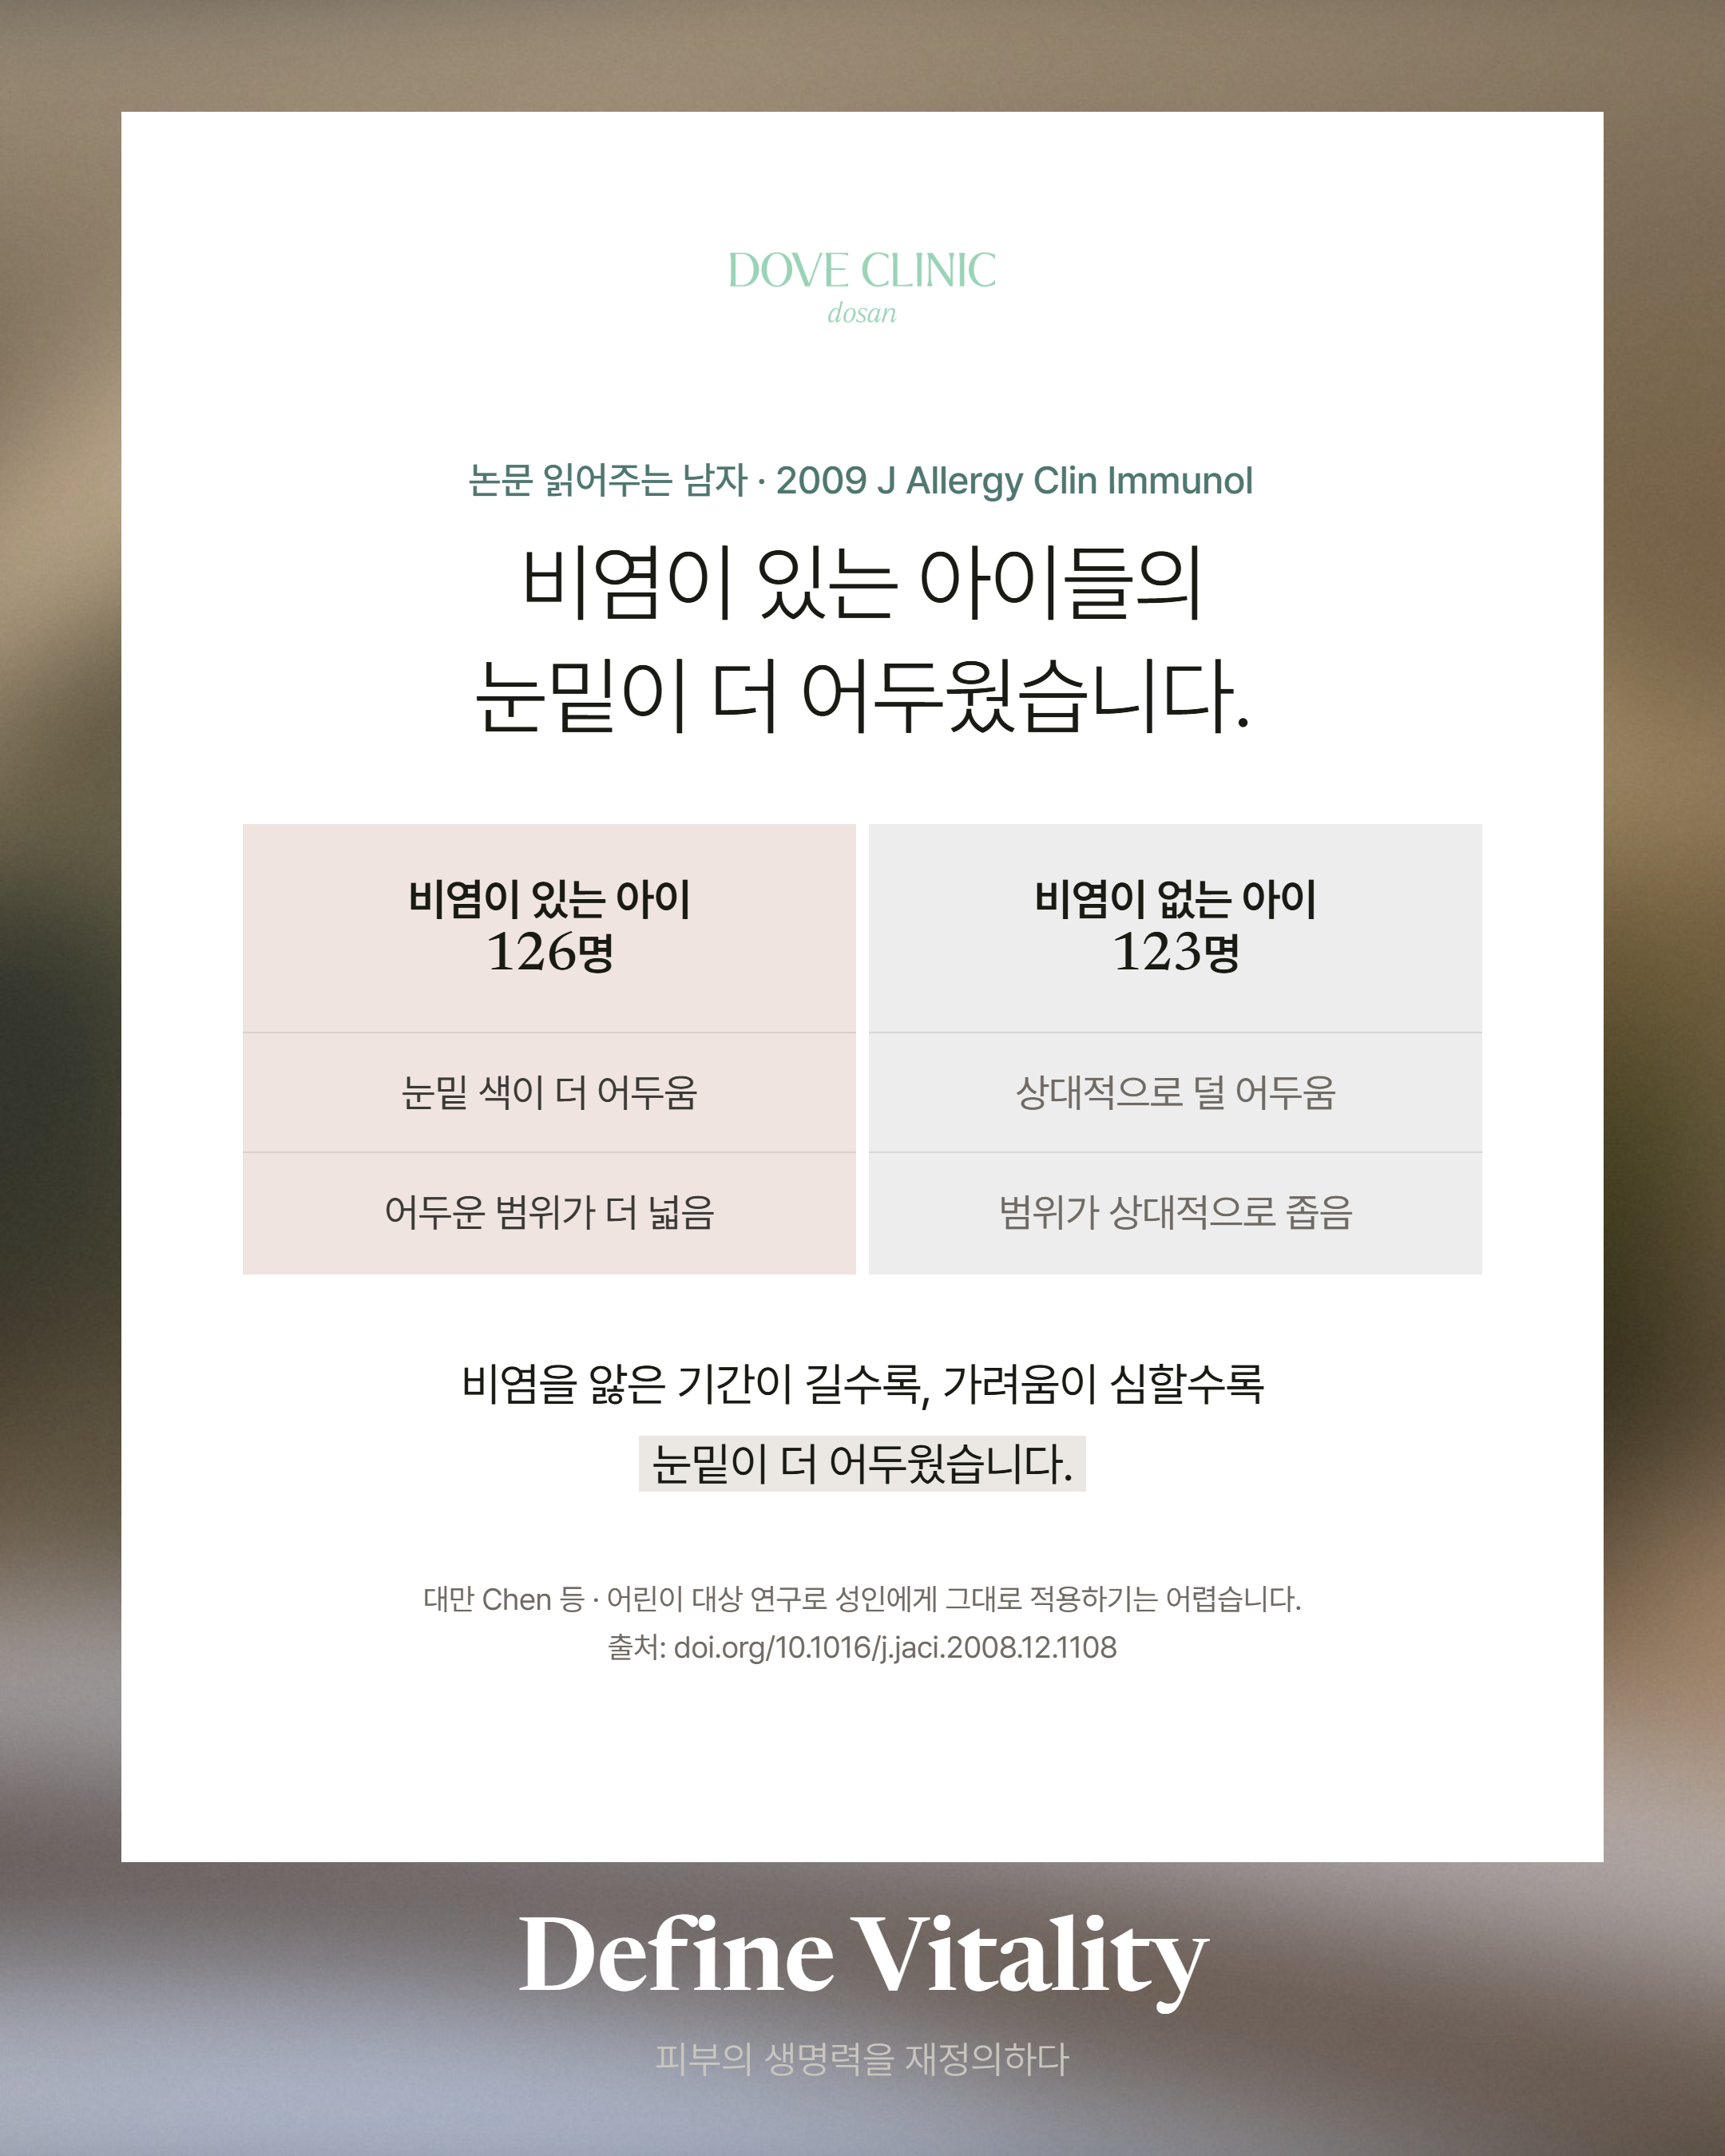 DOVE CLINIC
dosan
논문 읽어주는 남자 · 2009 J Allergy Clin Immunol
비염이 있는 아이들의
눈밑이 더 어두웠습니다.
비염이 있는 아이
126명
비염이 없는 아이
123명
눈밑 색이 더 어두움
상대적으로 덜 어두움
어두운 범위가 더 넓음
범위가 상대적으로 좁음
비염을 앓은 기간이 길수록, 가려움이 심할수록
눈밑이 더 어두웠습니다.
대만 Chen 등 · 어린이 대상 연구로 성인에게 그대로 적용하기는 어렵습니다.
출처: doi.org/10.1016/j.jaci.2008.12.1108
Define Vitality
피부의 생명력을 재정의하다